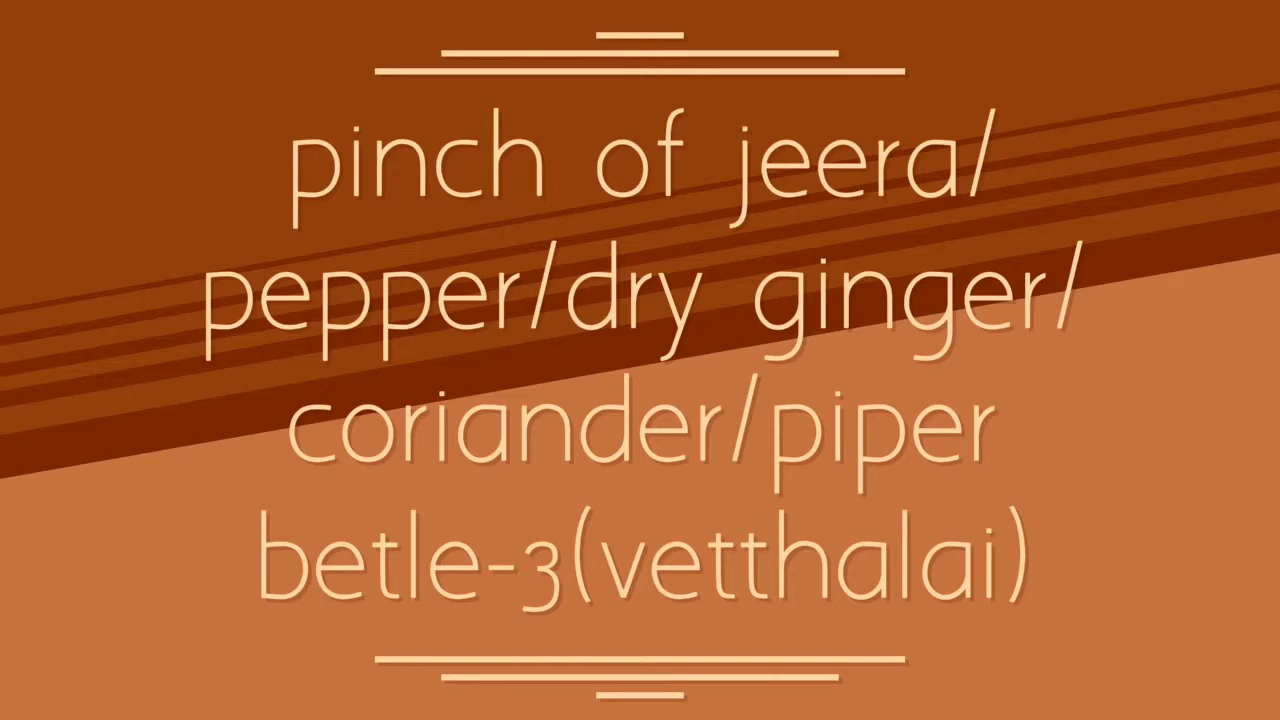 pinch of jeera/
pepper/dry ginger/
coriander/piper
betle-3(vetthalai)